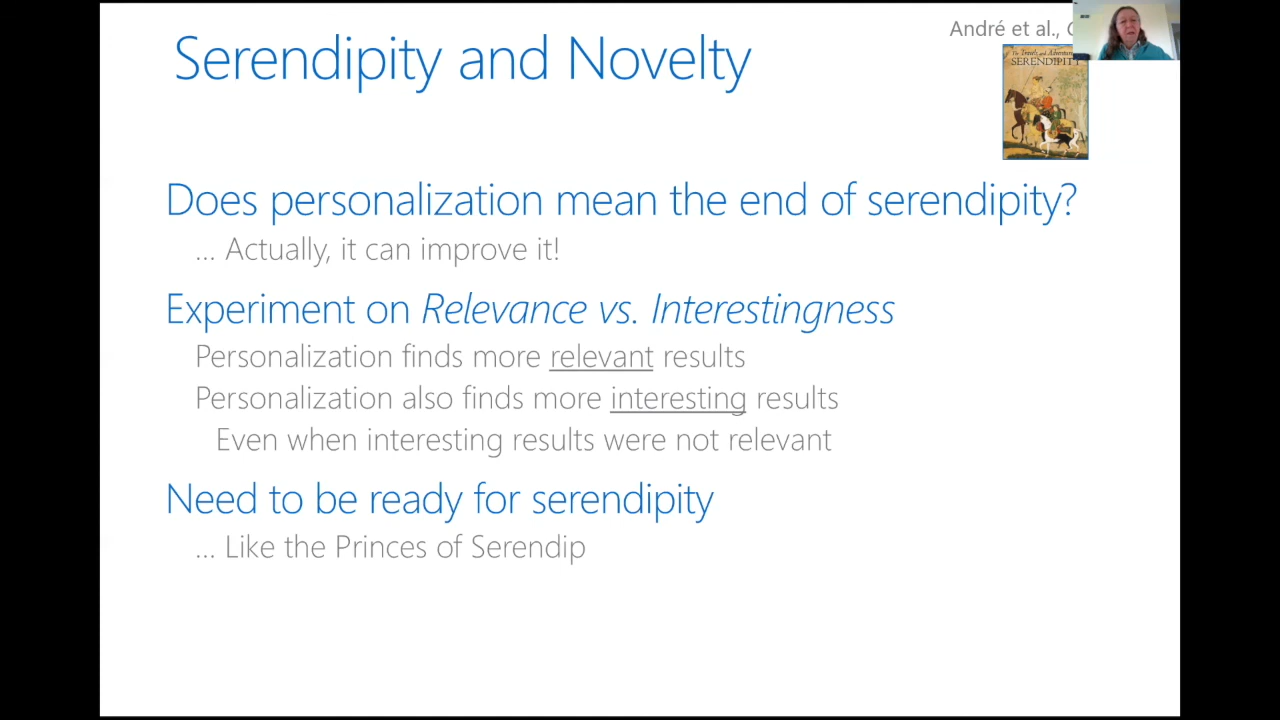 Serendipity and Novelty
André et al.,
SERENDIPITY
Does personalization mean the end of serendipity?
... Actually, it can improve it!
Experiment on Relevance vs. Interestingness
Personalization finds more relevant results
Personalization also finds more interesting results
Even when interesting results were not relevant
Need to be ready for serendipity
... Like the Princes of Serendip